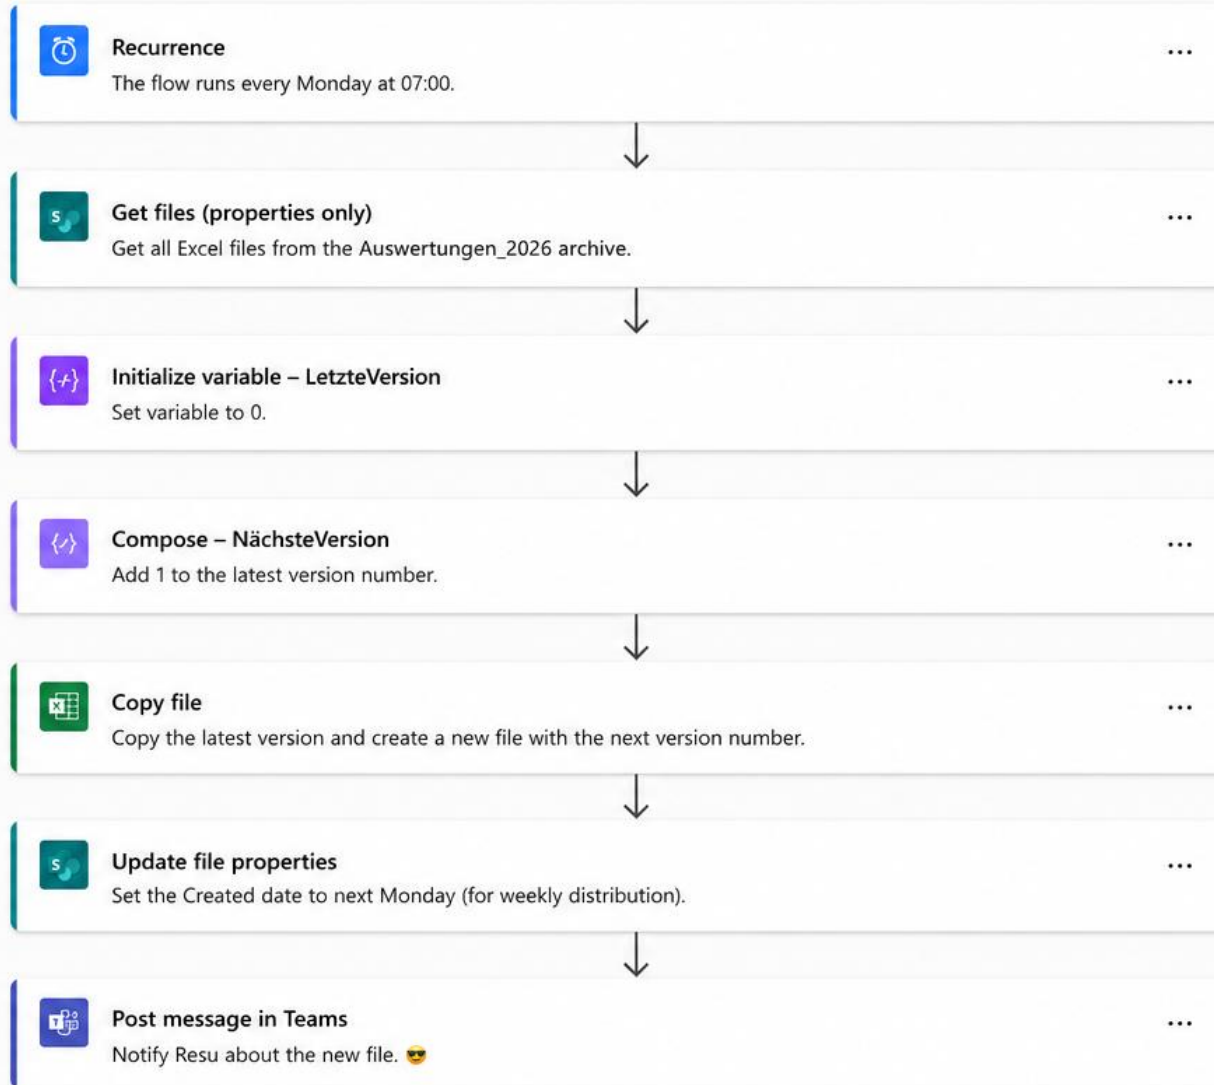 Recurrence
The flow runs every Monday at 07:00.
Get files (properties only)
Get all Excel files from the Auswertungen_2026 archive.
Initialize variable – LetzteVersion
Set variable to 0.
Compose – NächsteVersion
Add 1 to the latest version number.
Copy file
Copy the latest version and create a new file with the next version number.
Update file properties
Set the Created date to next Monday (for weekly distribution).
Post message in Teams
Notify Resu about the new file. 😎